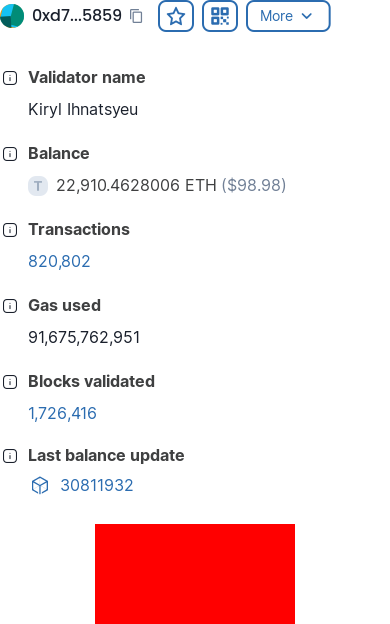 0xd7...5859 More
Validator name
Kiryl Ihnatsyeu
Balance
T 22,910.4628006 ETH ($98.98)
Transactions
820,802
Gas used
91,675,762,951
Blocks validated
1,726,416
Last balance update
30811932